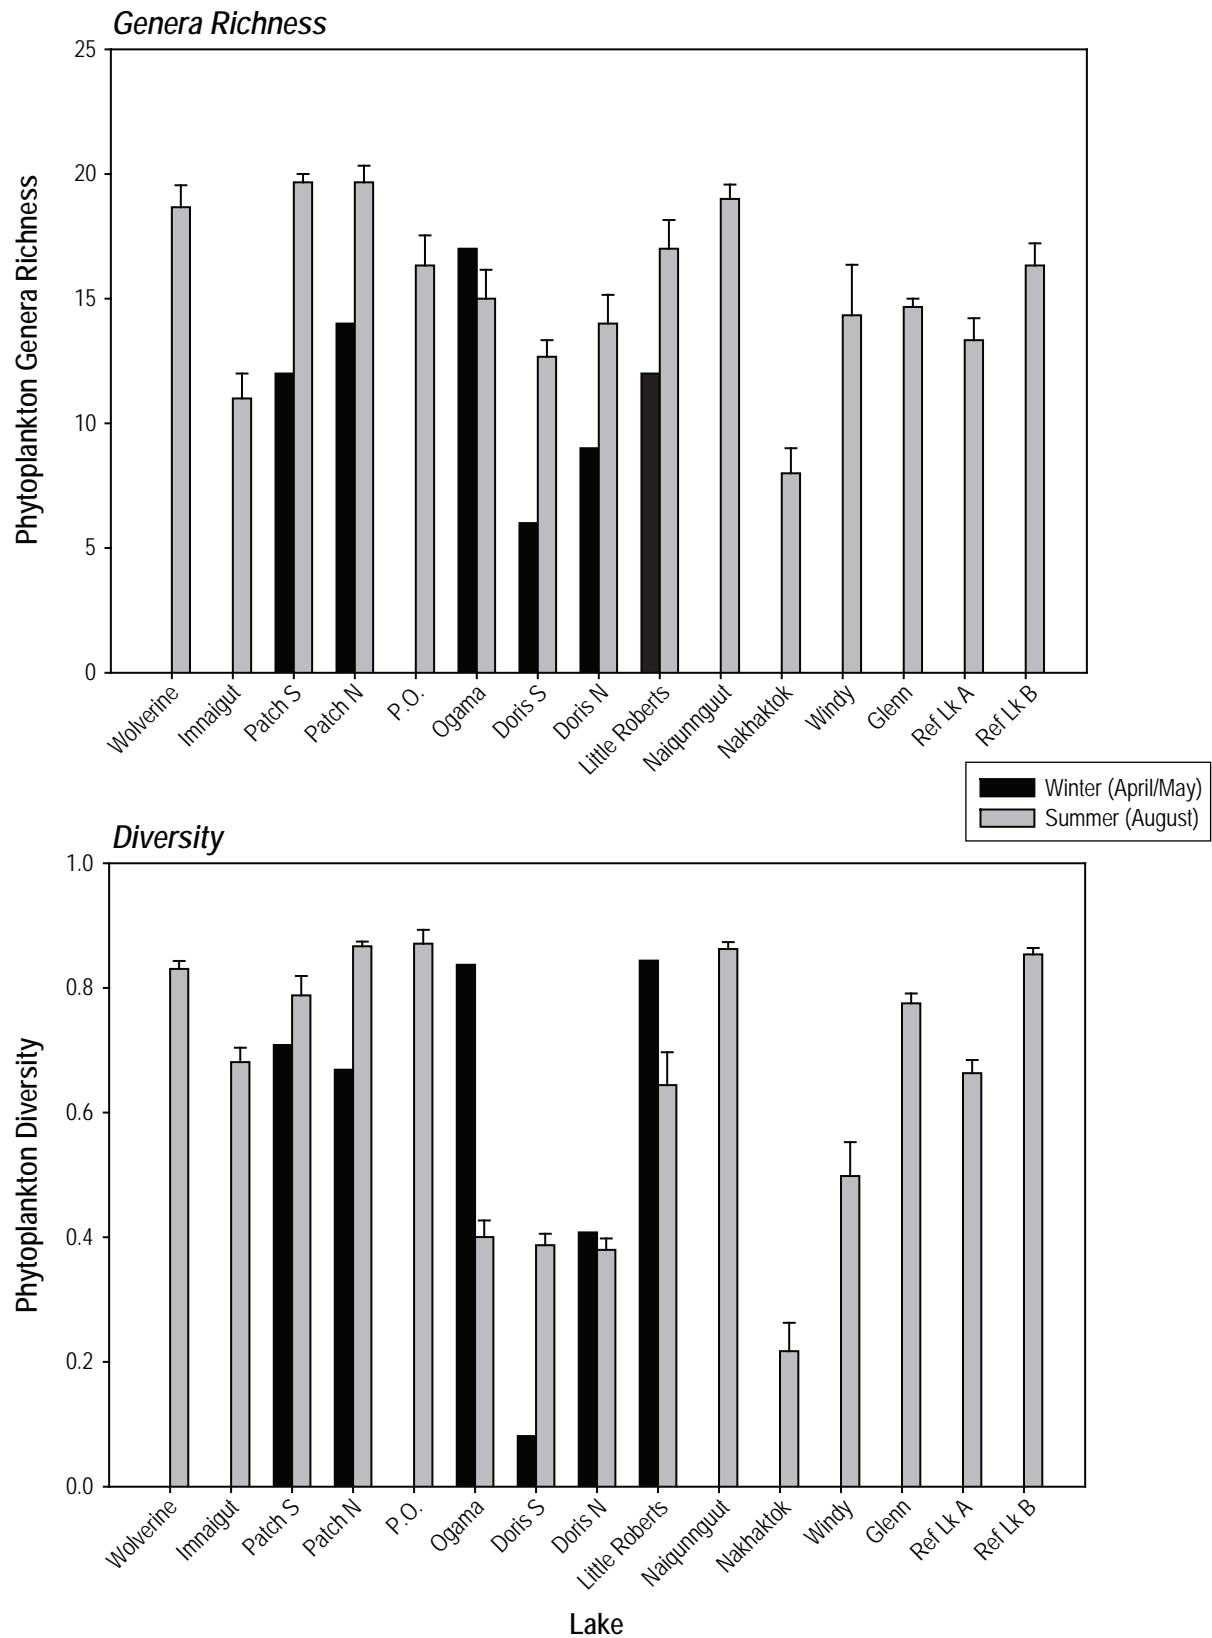 Genera Richness
25
20
15
10
5
0
Phytoplankton Genera Richness
Wolverine
Imnaigut
Patch S
Patch N
P.O.
Ogama
Doris S
Doris N
Little Roberts
Naiqunnguut
Nakhaktok
Windy
Glenn
Ref Lk A
Ref Lk B
Winter (April/May)
Summer (August)
Diversity
1.0
0.8
0.6
0.4
0.2
0.0
Phytoplankton Diversity
Wolverine
Imnaigut
Patch S
Patch N
P.O.
Ogama
Doris S
Doris N
Little Roberts
Naiqunnguut
Nakhaktok
Windy
Glenn
Ref Lk A
Ref Lk B
Lake